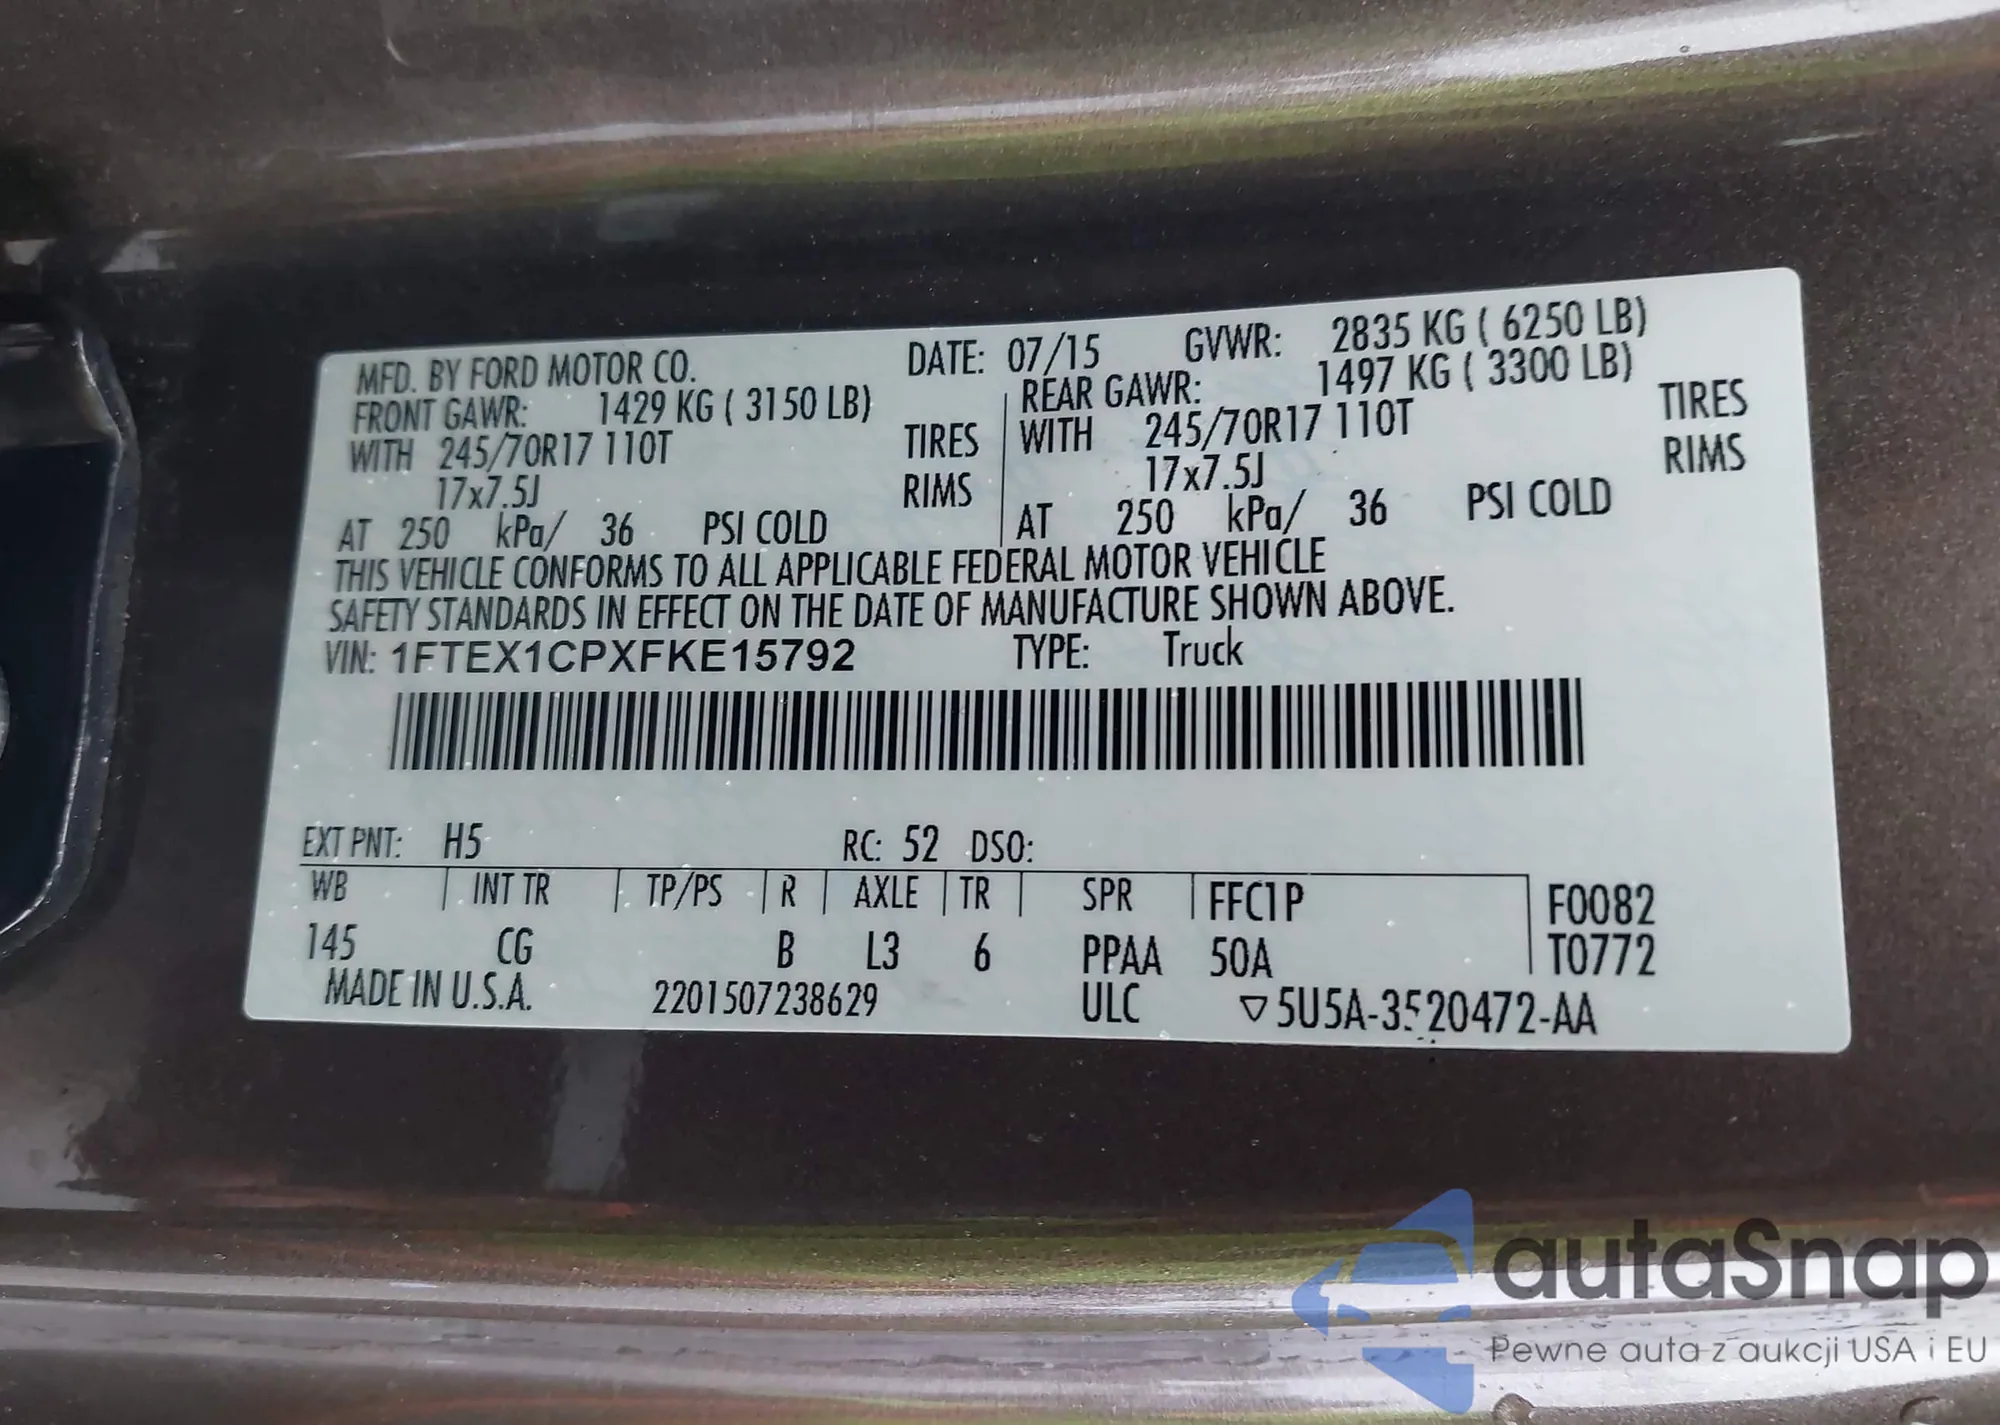 MFD. BY FORD MOTOR CO. DATE: 07/15 GVWR: 2835 KG ( 6250 LB)
FRONT GAWR: 1429 KG ( 3150 LB) REAR GAWR: 1497 KG ( 3300 LB)
WITH 245/70R17 110T TIRES WITH 245/70R17 110T TIRES
17x7.5J RIMS 17x7.5J RIMS
AT 250 kPa/ 36 PSI COLD AT 250 kPa/ 36 PSI COLD
THIS VEHICLE CONFORMS TO ALL APPLICABLE FEDERAL MOTOR VEHICLE
SAFETY STANDARDS IN EFFECT ON THE DATE OF MANUFACTURE SHOWN ABOVE.
VIN: 1FTEX1CPXFKE15792 TYPE: Truck
EXT PNT: H5 RC: 52 DSO:
WB INT TR TP/PS R AXLE TR SPR FFC1P F0082
145 CG B L3 6 PPAA 50A T0772
MADE IN U.S.A. 2201507238629 ULC ▽5U5A-3520472-AA
autaSnap
Pewne auta z aukcji USA i EU